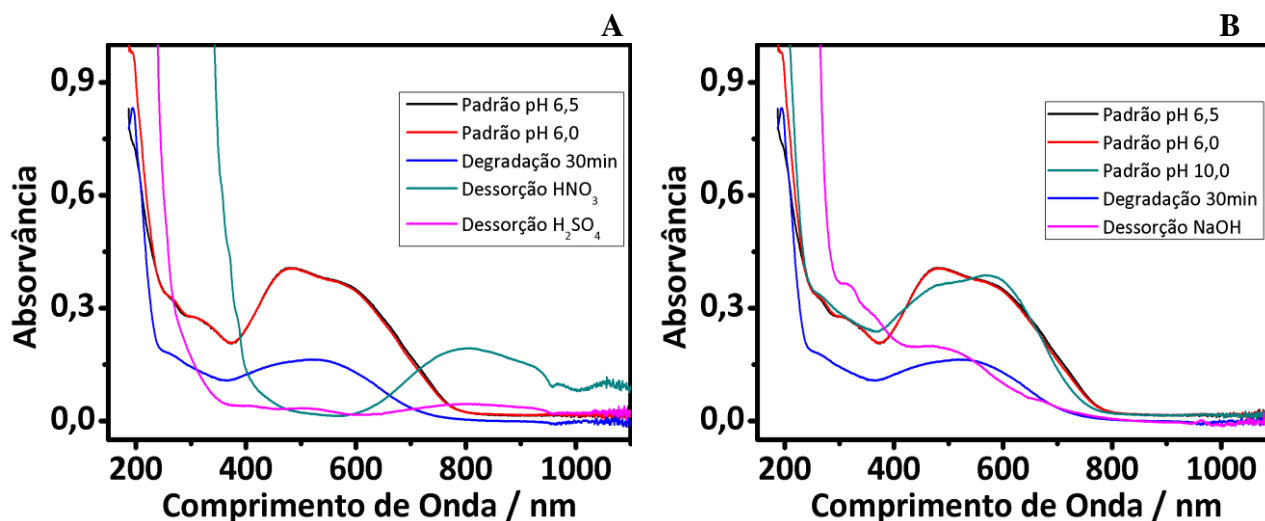 A
0,9
0,6
0,3
0,0
Absorvância
Padrão pH 6,5
Padrão pH 6,0
Degradação 30min
Dessorção HNO₃
Dessorção H₂SO₄
200 400 600 800 1000
Comprimento de Onda / nm
B
0,9
0,6
0,3
0,0
Absorvância
Padrão pH 6,5
Padrão pH 6,0
Padrão pH 10,0
Degradação 30min
Dessorção NaOH
200 400 600 800 1000
Comprimento de Onda / nm